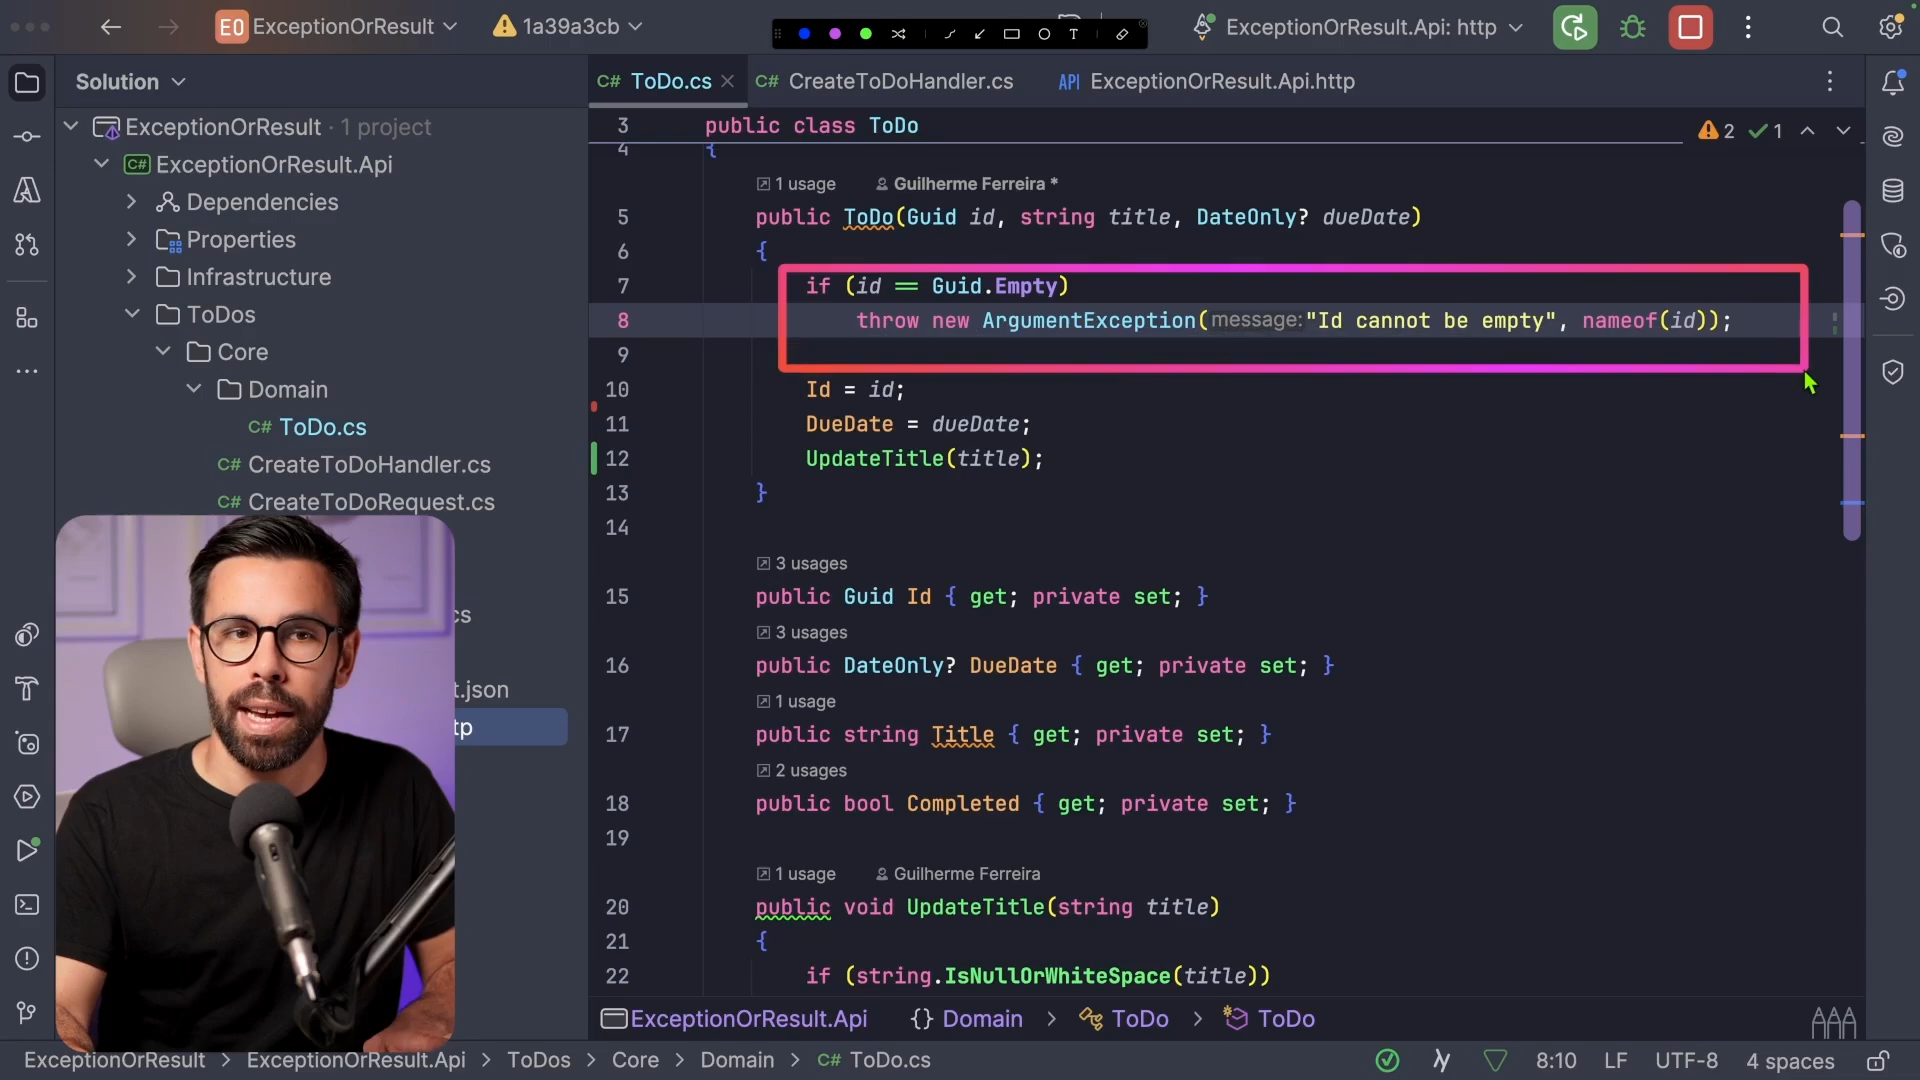 EO ExceptionOrResult
1a39a3cb
T
ExceptionOrResult.Api: http
Solution
C# ToDo.cs
C# CreateToDoHandler.cs
API ExceptionOrResult.Api.http
ExceptionOrResult · 1 project
C# ExceptionOrResult.Api
Dependencies
Properties
Infrastructure
ToDos
Core
Domain
C# ToDo.cs
C# CreateToDoHandler.cs
C# CreateToDoRequest.cs
cs
t.json
tp
2 1
3 public class ToDo
4 {
1 usage Guilherme Ferreira *
5 public ToDo(Guid id, string title, DateOnly? dueDate)
6 {
7 if (id == Guid.Empty)
8 throw new ArgumentException(message:"Id cannot be empty", nameof(id));
9
10 Id = id;
11 DueDate = dueDate;
12 UpdateTitle(title);
13 }
14
3 usages
15 public Guid Id { get; private set; }
3 usages
16 public DateOnly? DueDate { get; private set; }
1 usage
17 public string Title { get; private set; }
2 usages
18 public bool Completed { get; private set; }
19
1 usage Guilherme Ferreira
20 public void UpdateTitle(string title)
21 {
22 if (string.IsNullOrWhiteSpace(title))
ExceptionOrResult.Api {} Domain > ToDo > ToDo
ExceptionOrResult > ExceptionOrResult.Api > ToDos > Core > Domain > C# ToDo.cs
8:10 LF UTF-8 4 spaces